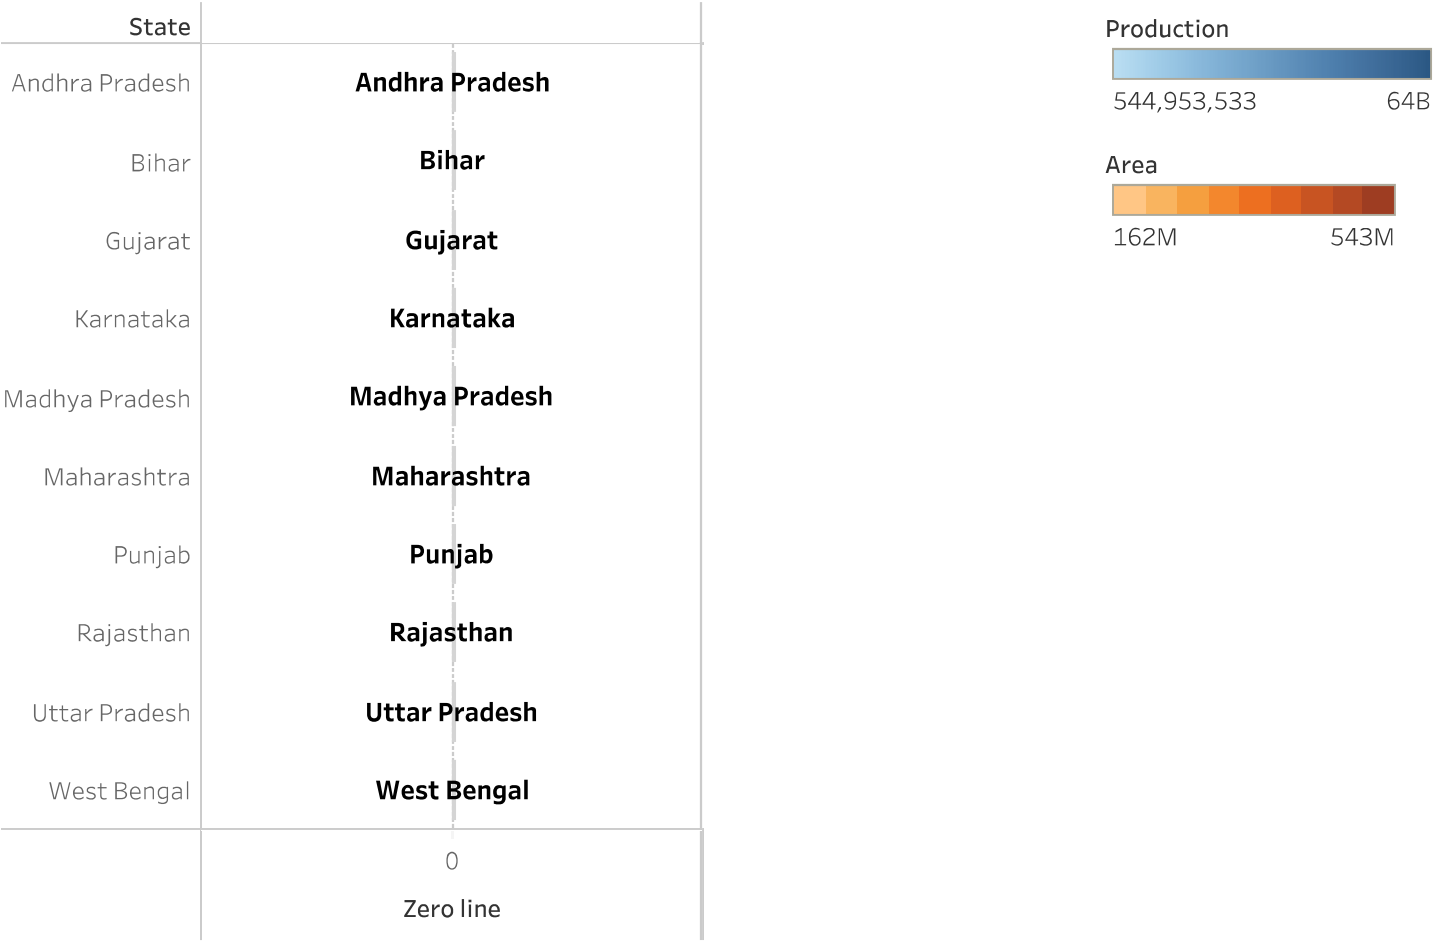 State
Andhra Pradesh Andhra Pradesh
Bihar Bihar
Gujarat Gujarat
Karnataka Karnataka
Madhya Pradesh Madhya Pradesh
Maharashtra Maharashtra
Punjab Punjab
Rajasthan Rajasthan
Uttar Pradesh Uttar Pradesh
West Bengal West Bengal
0
Zero line
Production
544,953,533 64B
Area
162M 543M